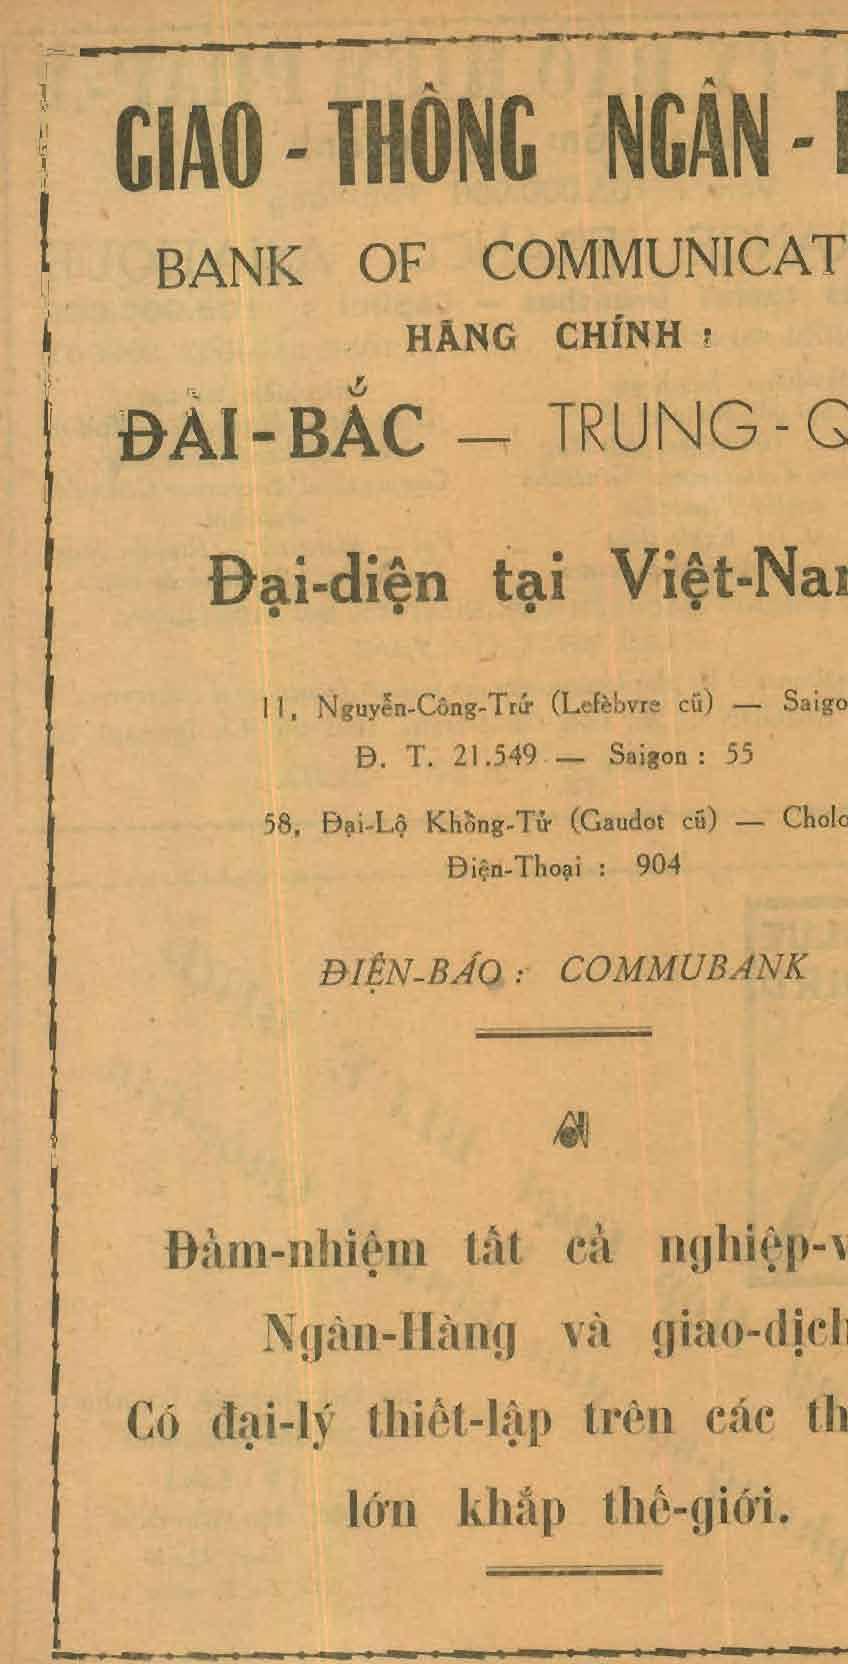 GIAO - THÔNG NGÂN -
BANK OF COMMUNICAT
HÃNG CHÍNH :
ĐÀI-BẮC — TRUNG-Q
Đại-diện tại Việt-Nam
11, Nguyễn-Công-Trứ (Lefèbvre cũ) — Saigo
Đ. T. 21.549 — Saigon : 55
58, Đại-Lộ Khổng-Tử (Gaudot cũ) — Cholo
Điện-Thoại : 904
ĐIỆN-BÁO : COMMUBANK
Đảm-nhiệm tất cả nghiệp-v
Ngân-Hàng và giao-dịch
Có đại-lý thiết-lập trên các th
lớn khắp thế-giới.